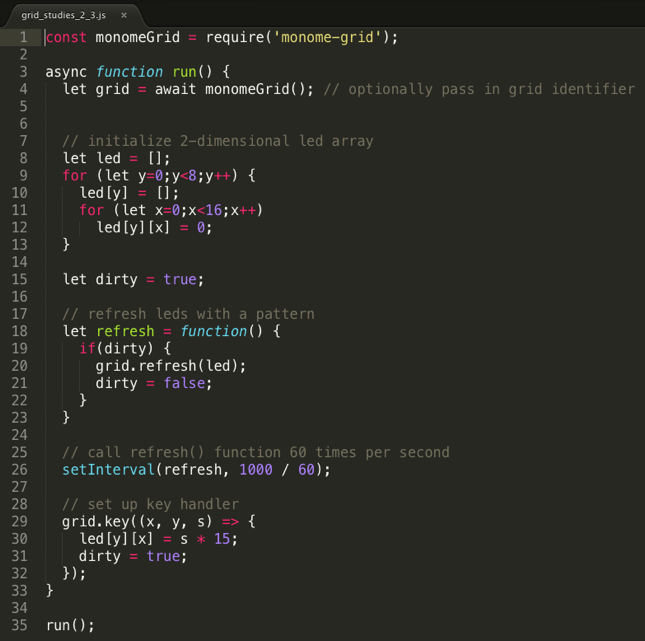 grid_studies_2_3.js ×
1 const monomeGrid = require('monome-grid');
2
3 async function run() {
4   let grid = await monomeGrid(); // optionally pass in grid identifier
5
6
7   // initialize 2-dimensional led array
8   let led = [];
9   for (let y=0;y<8;y++) {
10     led[y] = [];
11     for (let x=0;x<16;x++)
12       led[y][x] = 0;
13   }
14
15   let dirty = true;
16
17   // refresh leds with a pattern
18   let refresh = function() {
19     if(dirty) {
20       grid.refresh(led);
21       dirty = false;
22     }
23   }
24
25   // call refresh() function 60 times per second
26   setInterval(refresh, 1000 / 60);
27
28   // set up key handler
29   grid.key((x, y, s) => {
30     led[y][x] = s * 15;
31     dirty = true;
32   });
33 }
34
35 run();